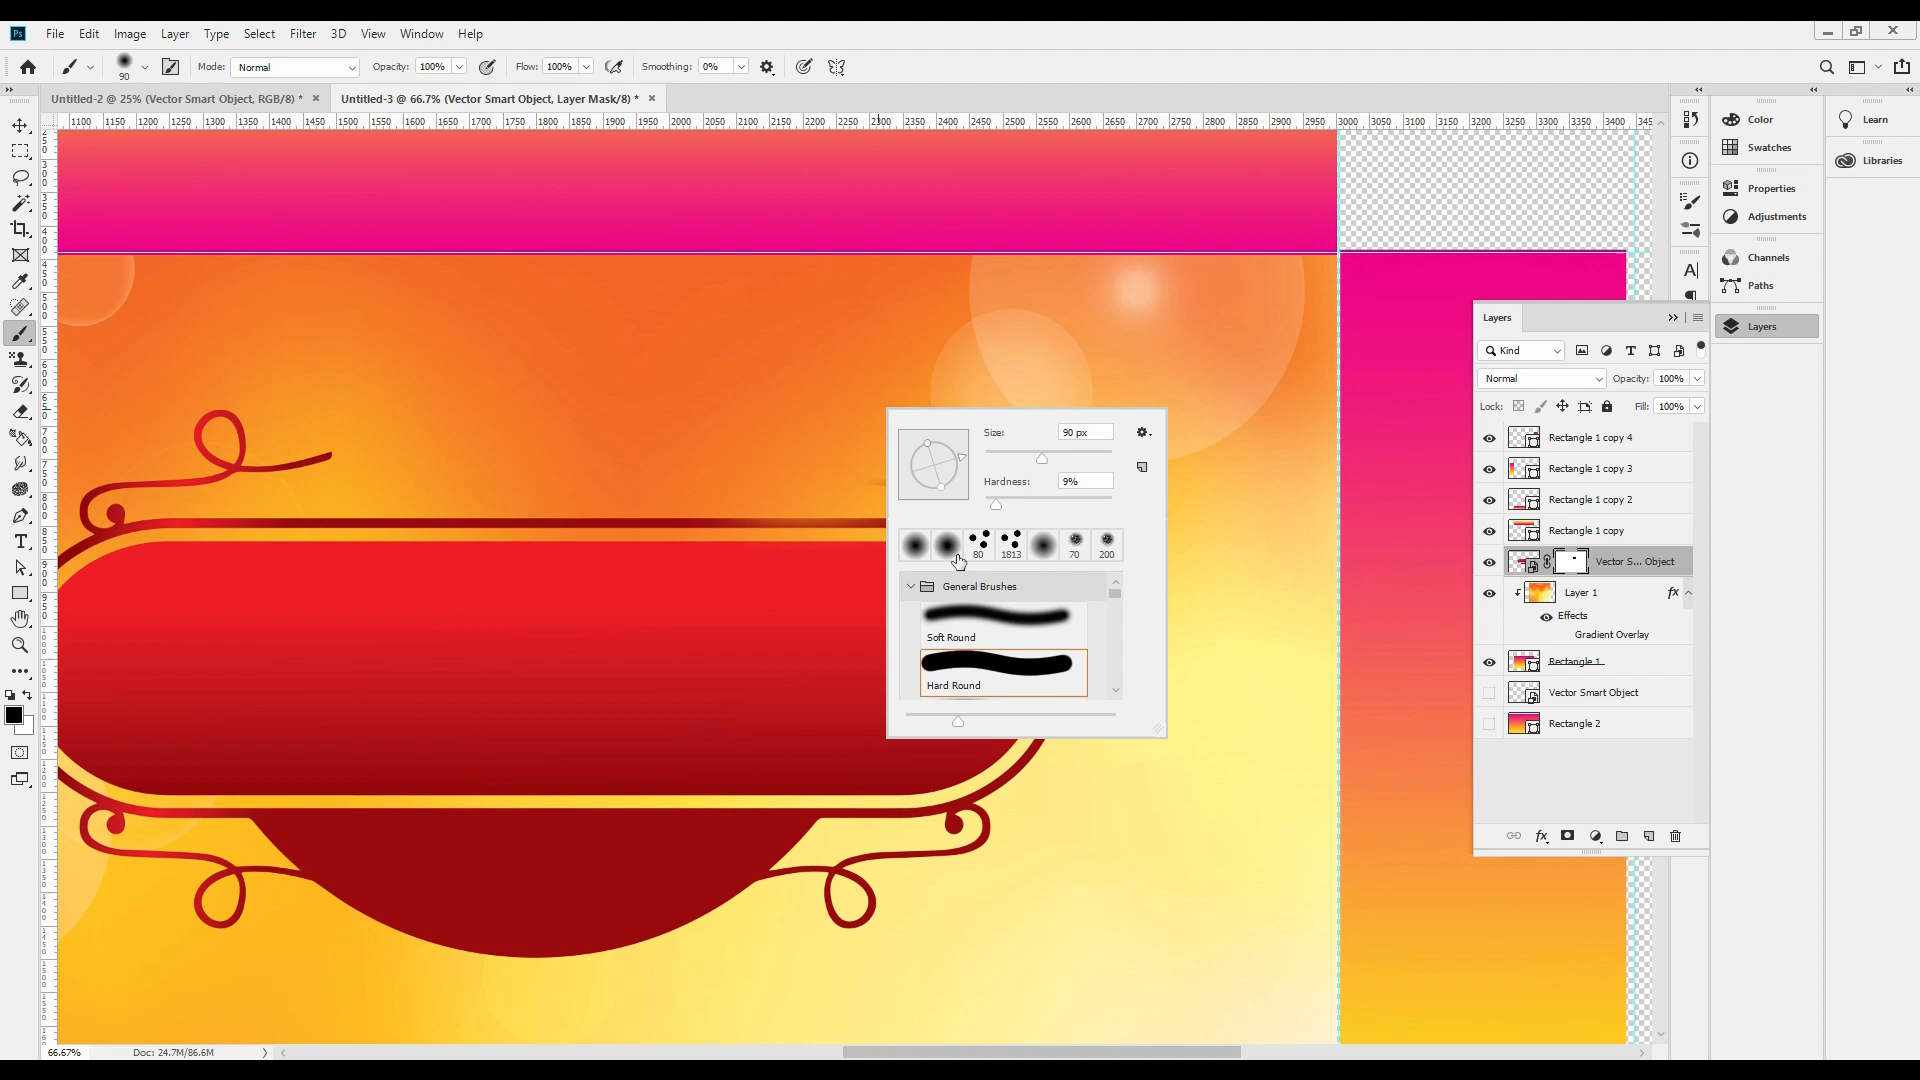 Ps File Edit Image Layer Type Select Filter 3D View Window Help
90 Mode: Normal Opacity: 100% Flow: 100% Smoothing: 0%
Untitled-2 @ 25% (Vector Smart Object, RGB/8) * × Untitled-3 @ 66.7% (Vector Smart Object, Layer Mask/8) * ×
1100 1150 1200 1250 1300 1350 1400 1450 1500 1550 1600 1650 1700 1750 1800 1850 1900 1950 2000 2050 2100 2150 2200 2250 2300 2350 2400 2450 2500 2550 2600 2650 2700 2750 2800 2850 2900 2950 3000 3050 3100 3150 3200 3250 3300 3350 3400 345
Color
Swatches
Properties
Adjustments
Channels
Paths
Layers
Learn
Libraries
Layers
Kind
Normal Opacity: 100%
Lock: Fill: 100%
Rectangle 1 copy 4
Rectangle 1 copy 3
Rectangle 1 copy 2
Rectangle 1 copy
Vector S... Object
Layer 1 fx
Effects
Gradient Overlay
Rectangle 1
Vector Smart Object
Rectangle 2
fx
Size: 90 px
Hardness: 9%
80 1813 70 200
General Brushes
Soft Round
Hard Round
66.67% Doc: 24.7M/86.6M